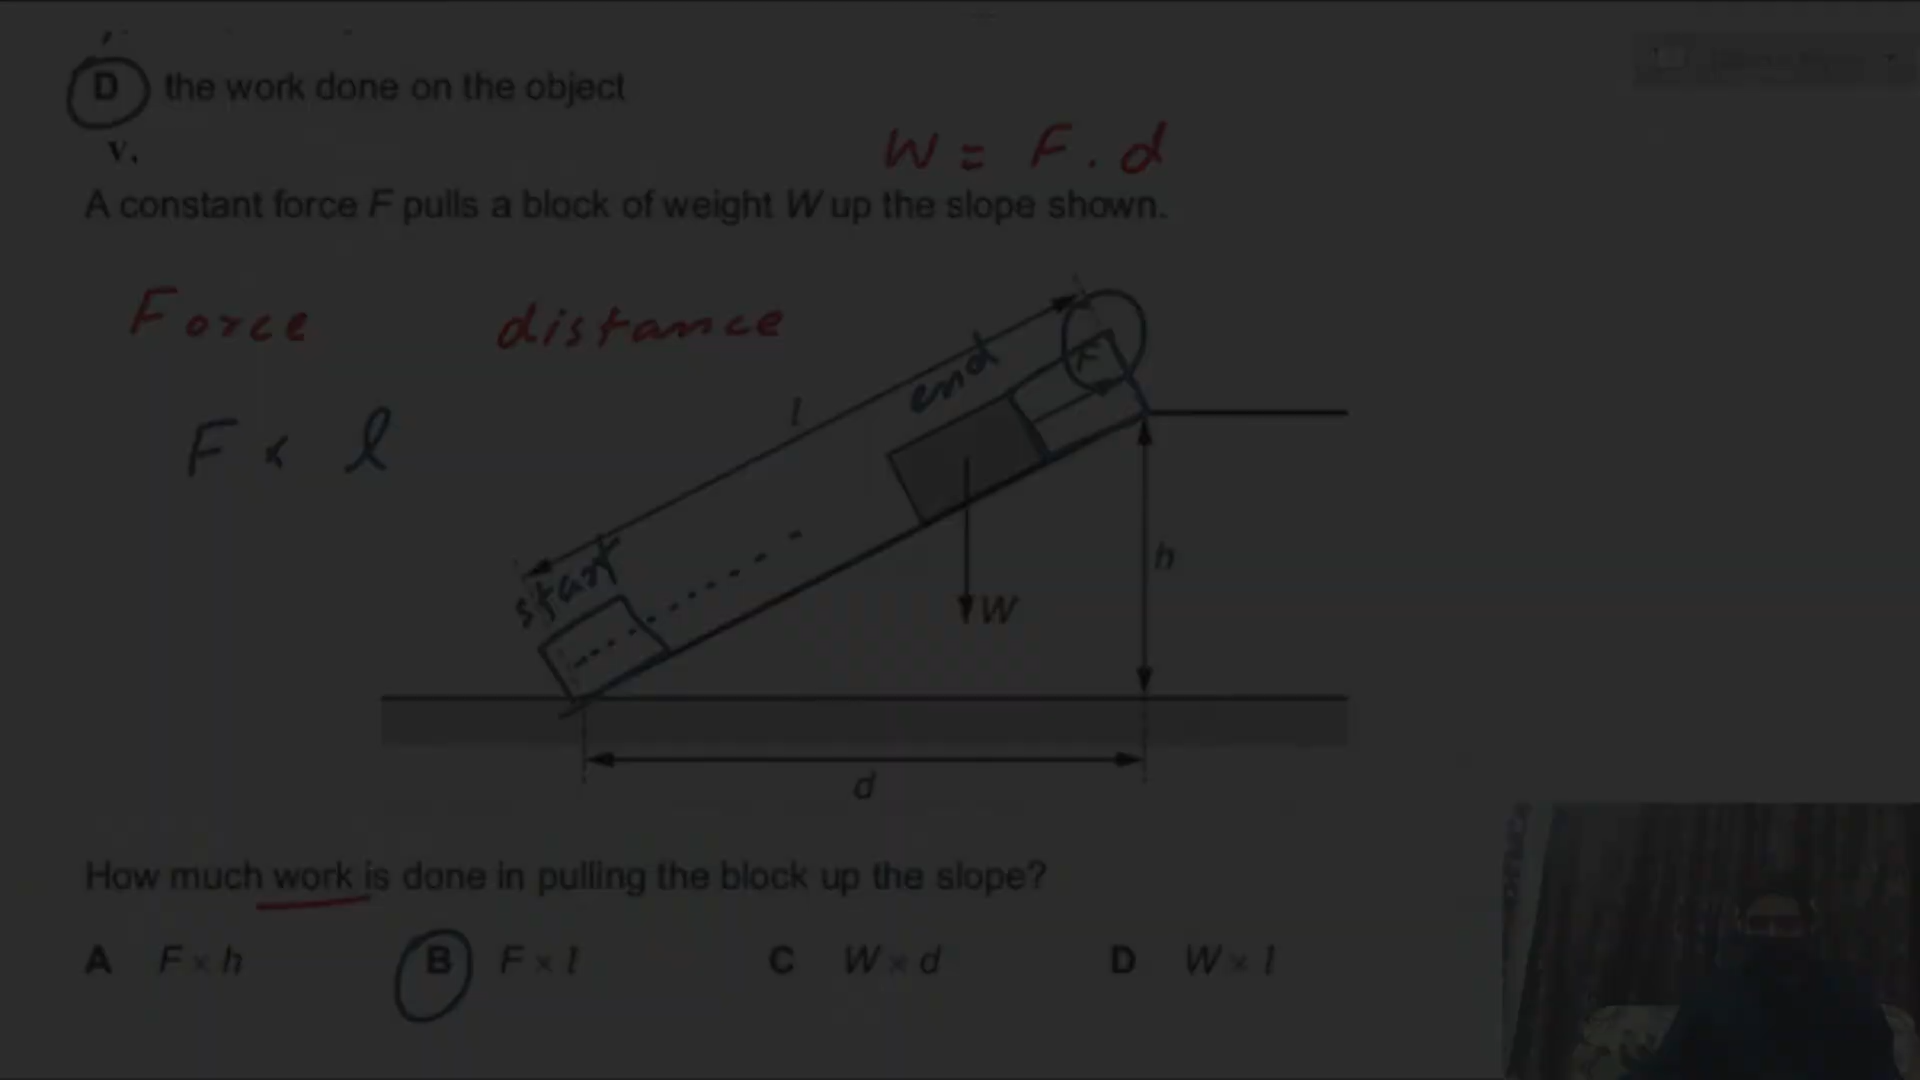 D the work done on the object
v.
W = F . d
A constant force F pulls a block of weight W up the slope shown.
Force distance
F × l
l
end
F
start
h
W
d
How much work is done in pulling the block up the slope?
A F × h B F × l C W × d D W × l